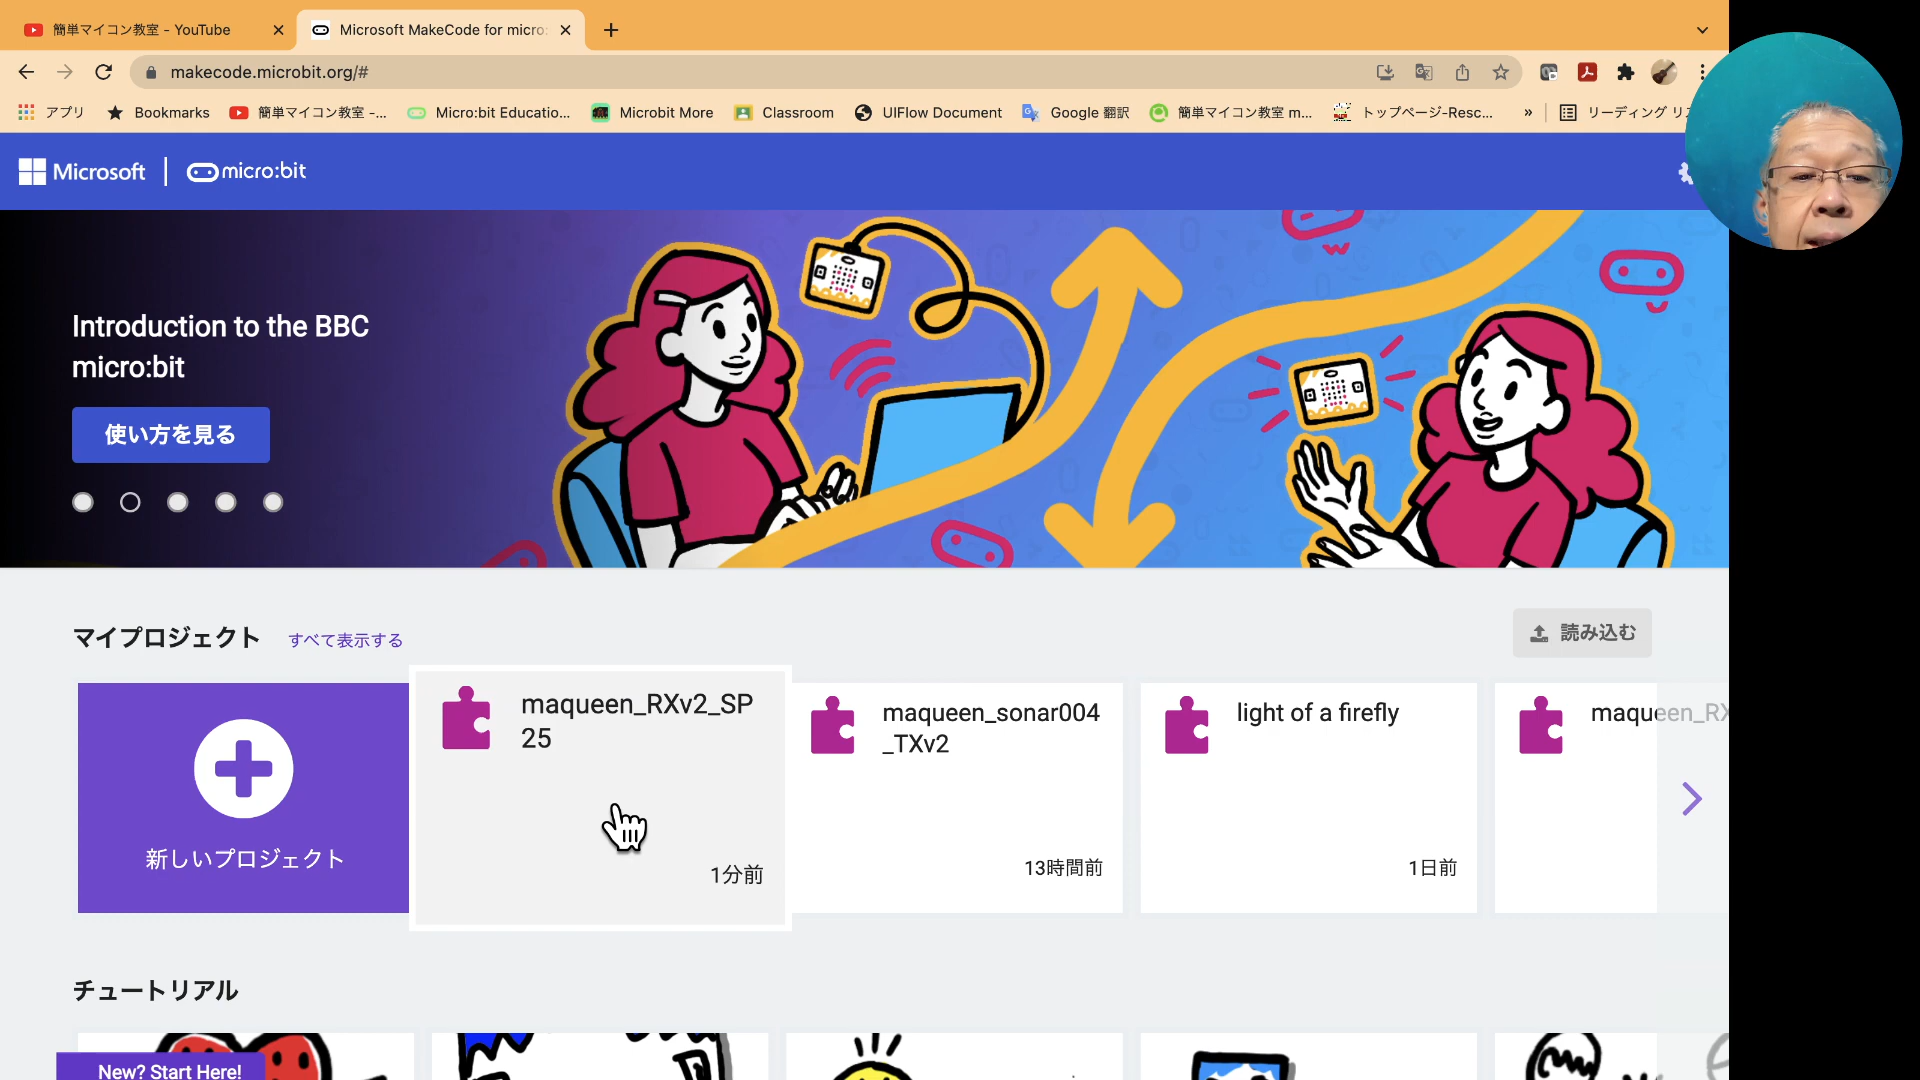 簡単マイコン教室 - YouTube
Microsoft MakeCode for micro:
makecode.microbit.org/#
アプリ
Bookmarks
簡単マイコン教室 -...
Micro:bit Educatio...
Microbit More
Classroom
UIFlow Document
Google 翻訳
簡単マイコン教室 m...
トップページ-Resc...
»
リーディング リス
Microsoft
micro:bit
Introduction to the BBC
micro:bit
使い方を見る
マイプロジェクト
すべて表示する
読み込む
新しいプロジェクト
maqueen_RXv2_SP
25
1分前
maqueen_sonar004
_TXv2
13時間前
light of a firefly
1日前
maqueen_RX
チュートリアル
New? Start Here!